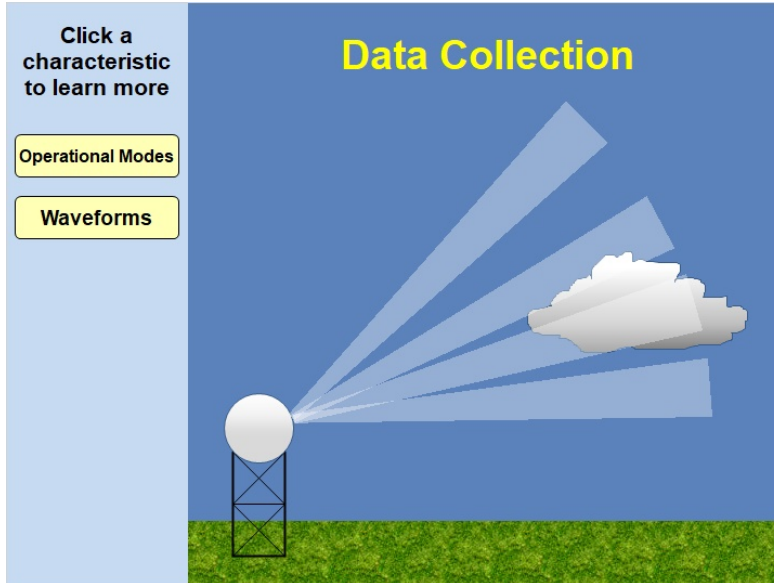 Click a
characteristic
to learn more
Operational Modes
Waveforms
Data Collection